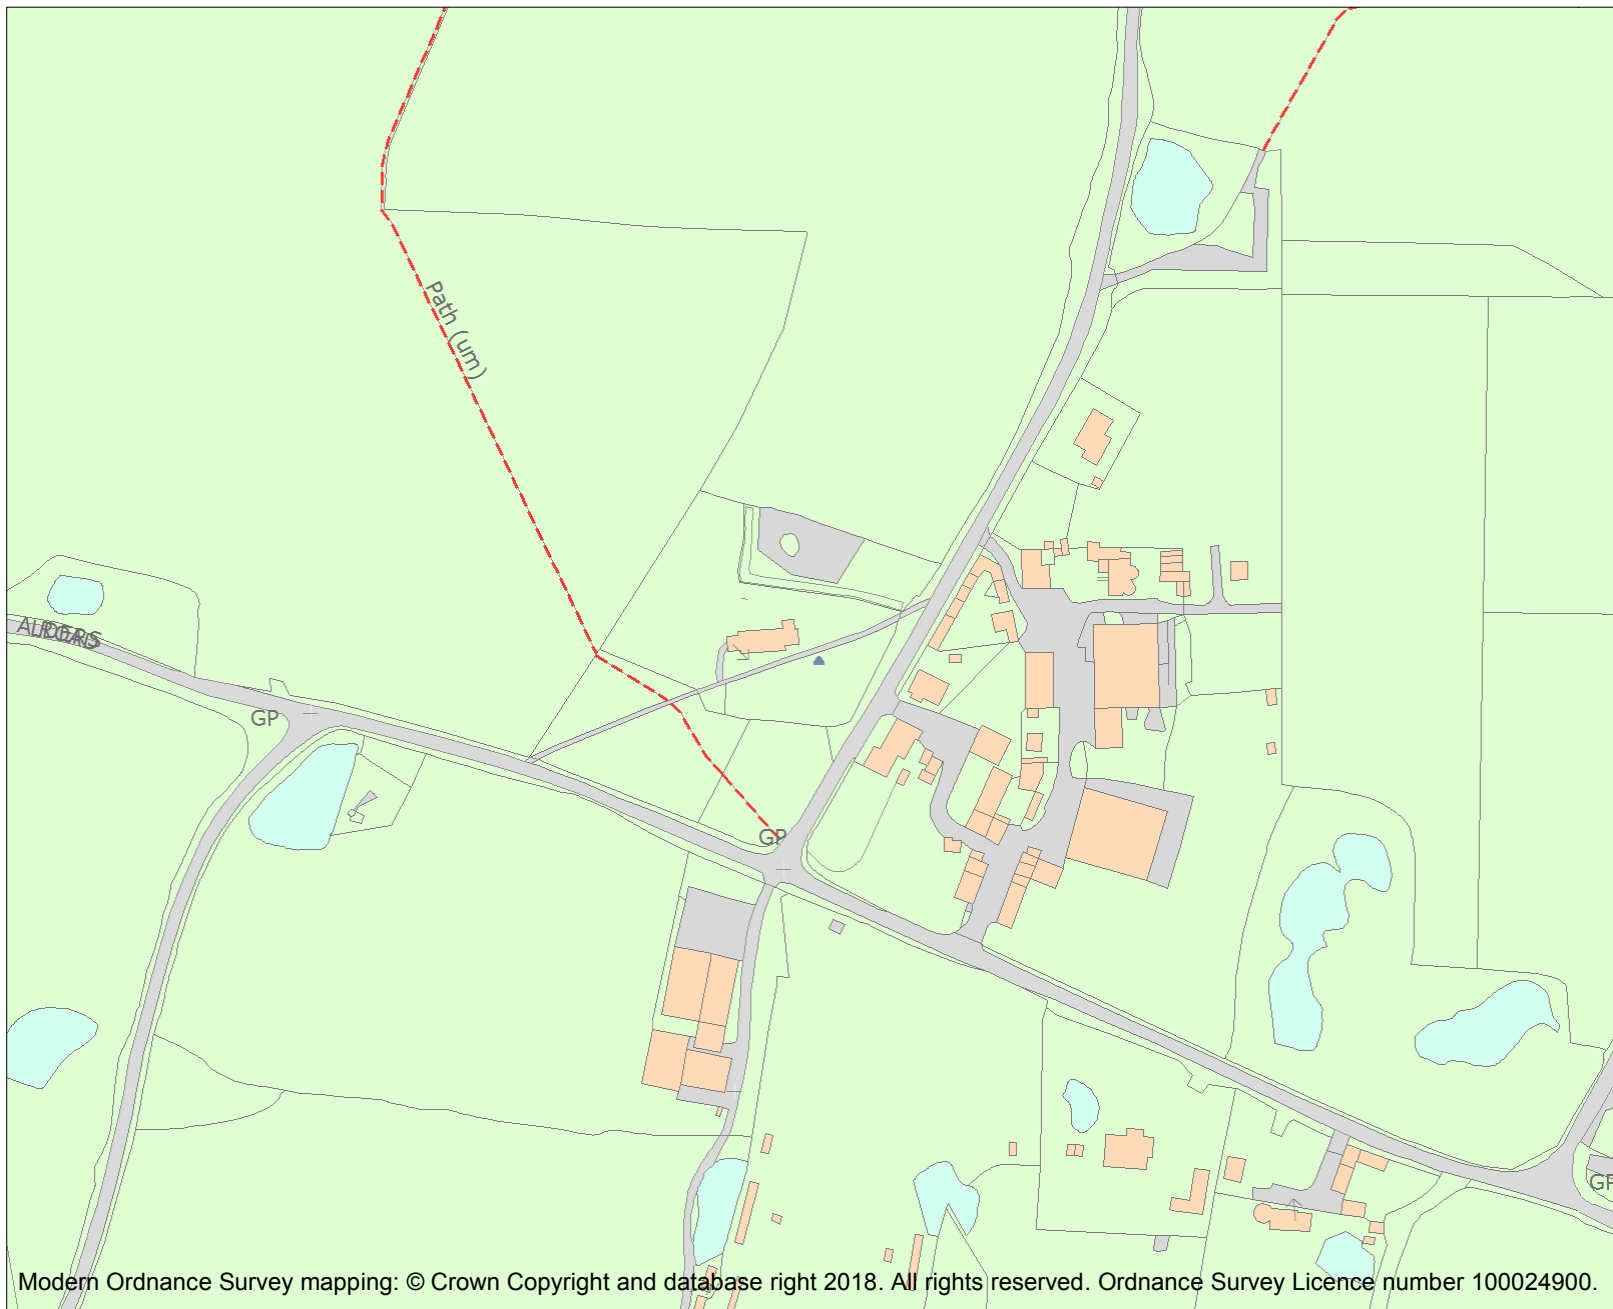 Path (um)
GP
GP
GP
Modern Ordnance Survey mapping: © Crown Copyright and database right 2018. All rights reserved. Ordnance Survey Licence number 100024900.